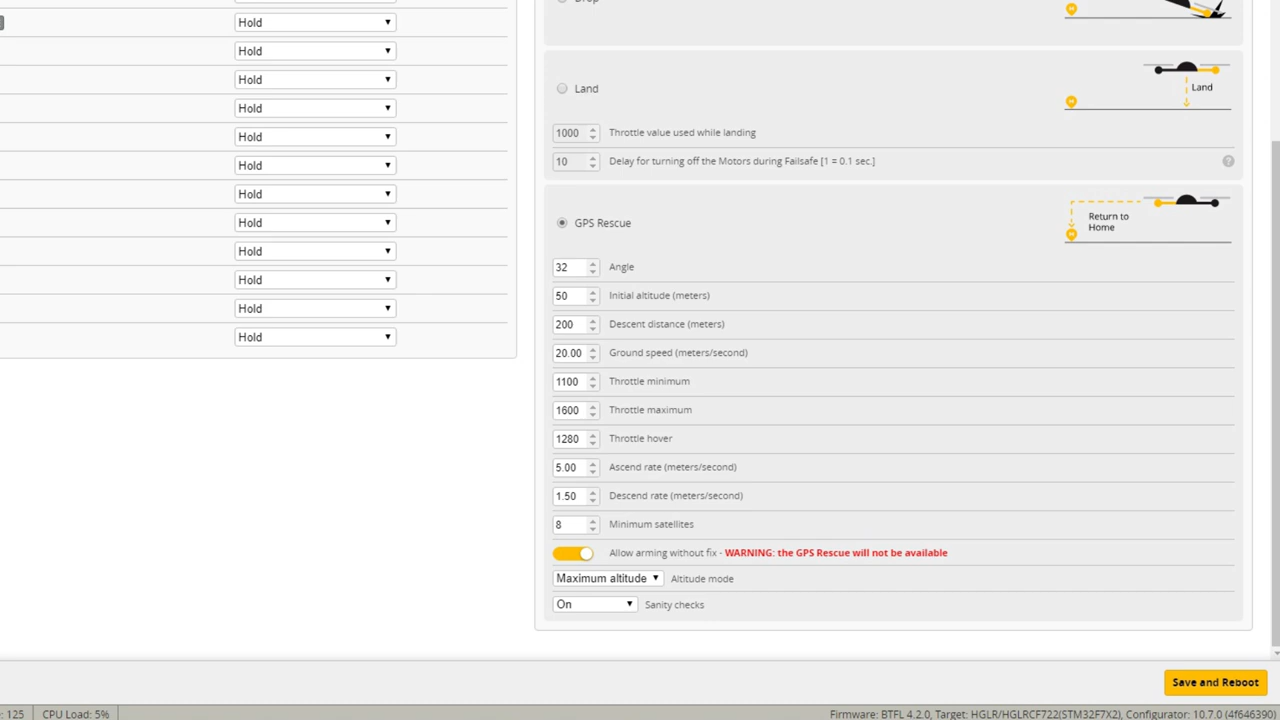 Hold
Hold
Hold
Hold
Hold
Hold
Hold
Hold
Hold
Hold
Hold
Hold
Drop
Land
Land
1000 Throttle value used while landing
10 Delay for turning off the Motors during Failsafe [1 = 0.1 sec.] ?
GPS Rescue
Return to
Home
H
32 Angle
50 Initial altitude (meters)
200 Descent distance (meters)
20.00 Ground speed (meters/second)
1100 Throttle minimum
1600 Throttle maximum
1280 Throttle hover
5.00 Ascend rate (meters/second)
1.50 Descend rate (meters/second)
8 Minimum satellites
Allow arming without fix - WARNING: the GPS Rescue will not be available
Maximum altitude Altitude mode
On Sanity checks
Save and Reboot
: 125 CPU Load: 5% Firmware: BTFL 4.2.0, Target: HGLR/HGLRCF722(STM32F7X2), Configurator: 10.7.0 (4f646390)